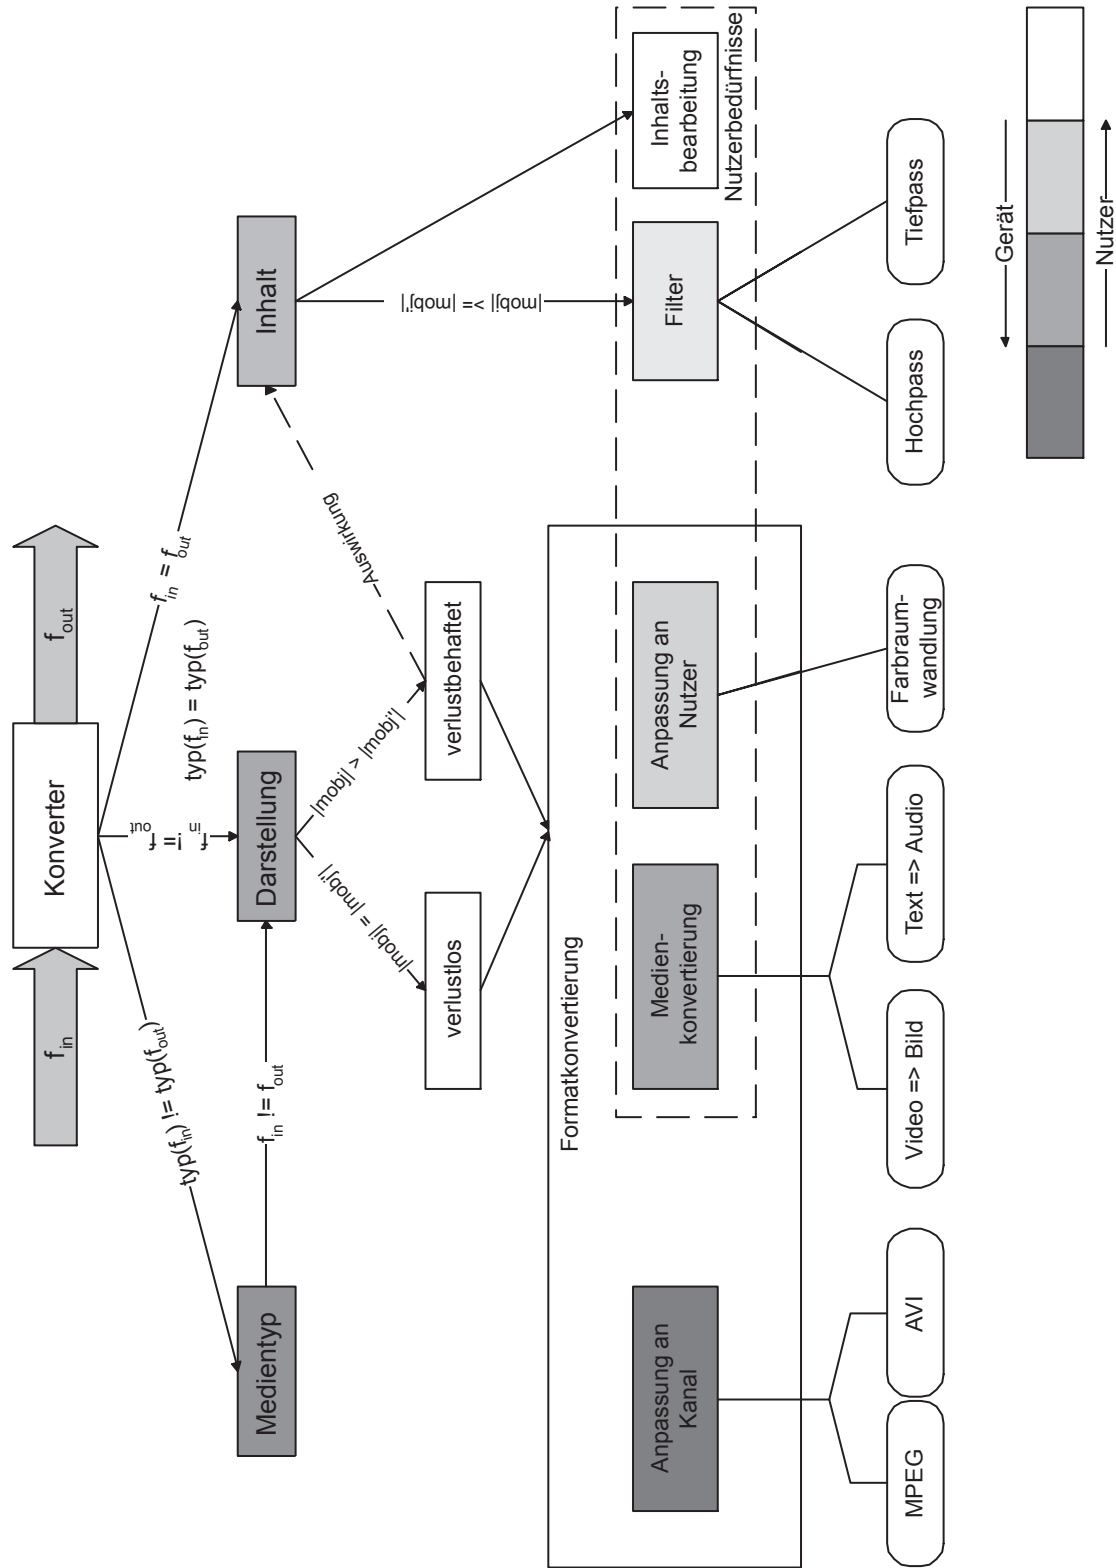 f_in
Konverter
f_out
typ(f_in) != typ(f_out)
f_in != f_out
f_in = f_out
typ(f_in) = typ(f_out)
Medientyp
f_in != f_out
Darstellung
Inhalt
|mobj| = |mobj'|
|mobj| < |mobj'|
Auswirkung
|mobj| >= |mobj'|
verlustlos
verlustbehaftet
Formatkonvertierung
Anpassung an
Kanal
Medien-
konvertierung
Anpassung an
Nutzer
Filter
Inhalts-
bearbeitung
Nutzerbedürfnisse
MPEG
AVI
Video => Bild
Text => Audio
Farbraum-
wandlung
Hochpass
Tiefpass
Gerät
Nutzer